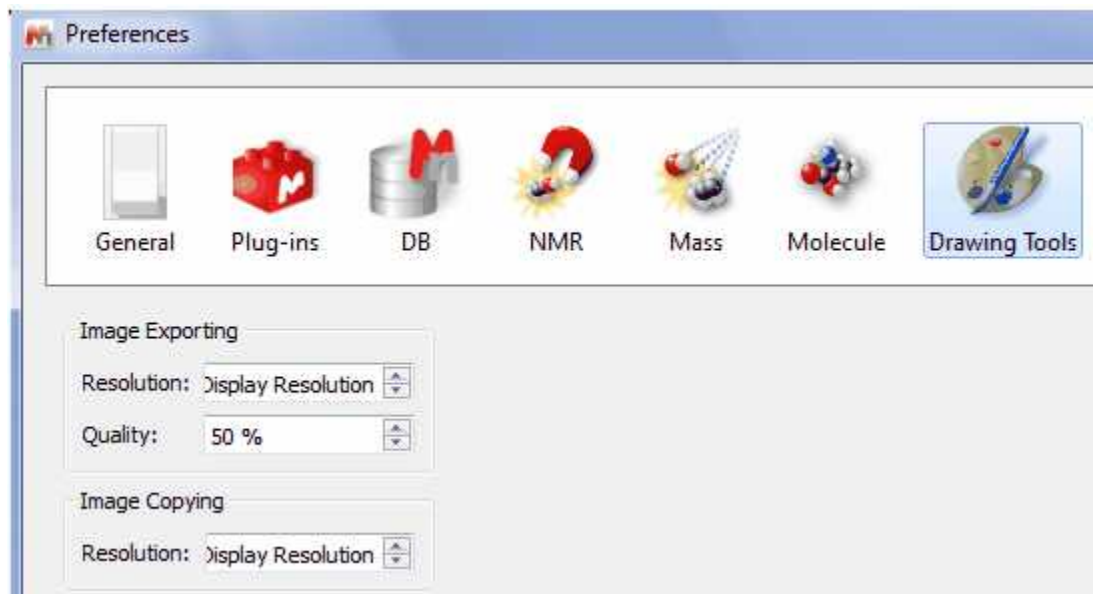 Preferences
General Plug-ins DB NMR Mass Molecule Drawing Tools
Image Exporting
Resolution: Display Resolution
Quality: 50 %
Image Copying
Resolution: Display Resolution